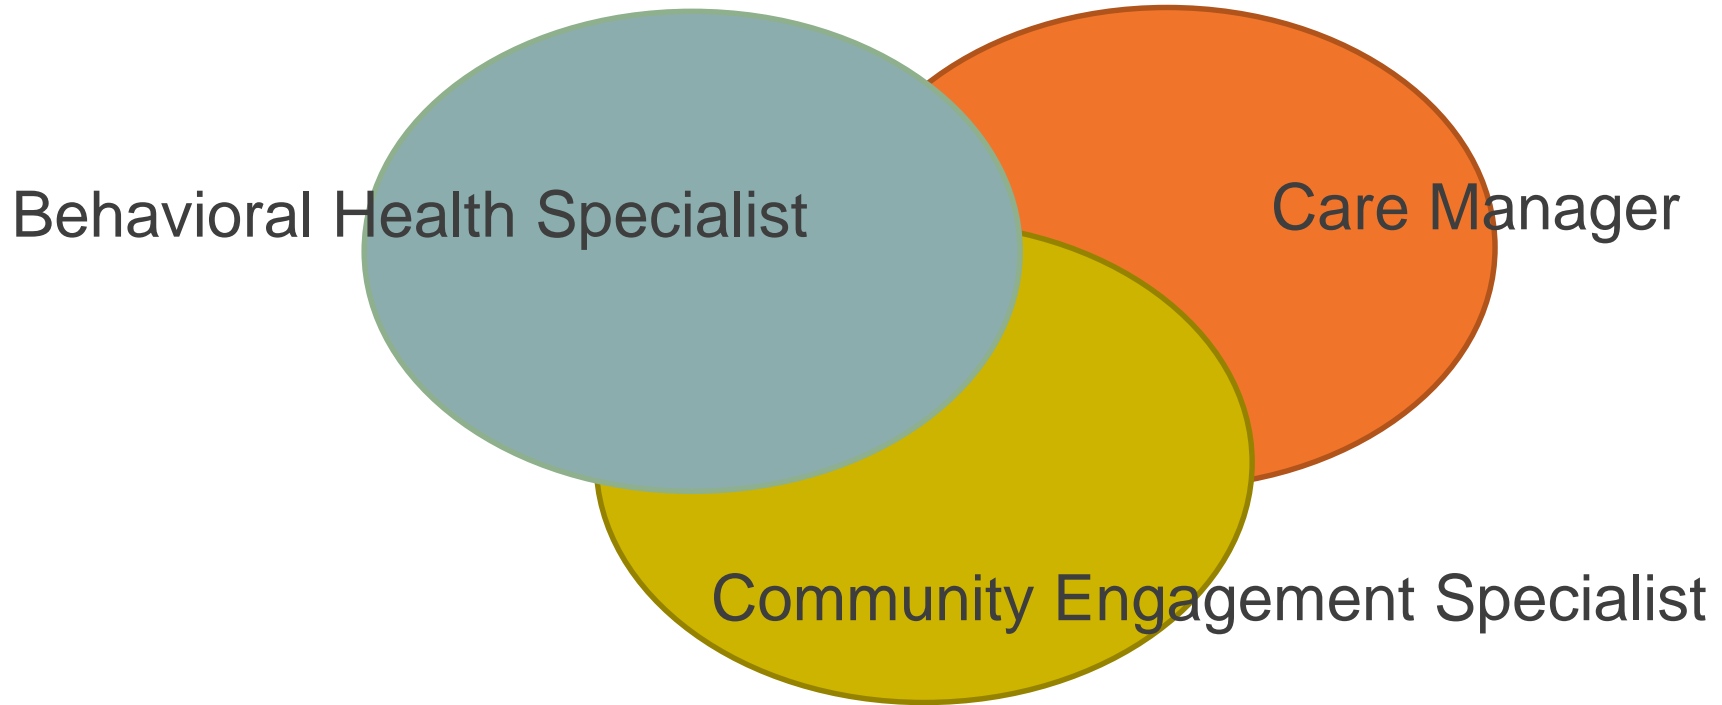 Behavioral Health Specialist
Care Manager
Community Engagement Specialist